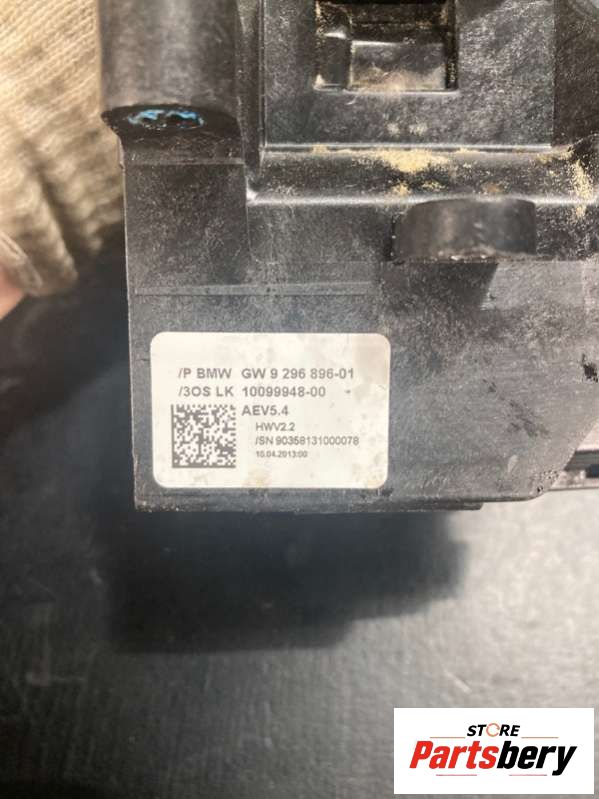 /P BMW GW 9 296 896-01
/3OS LK 10099948-00
AEV5.4
HWV2.2
/SN 90358131000078
10.04.2013:00
STORE
Partsbery